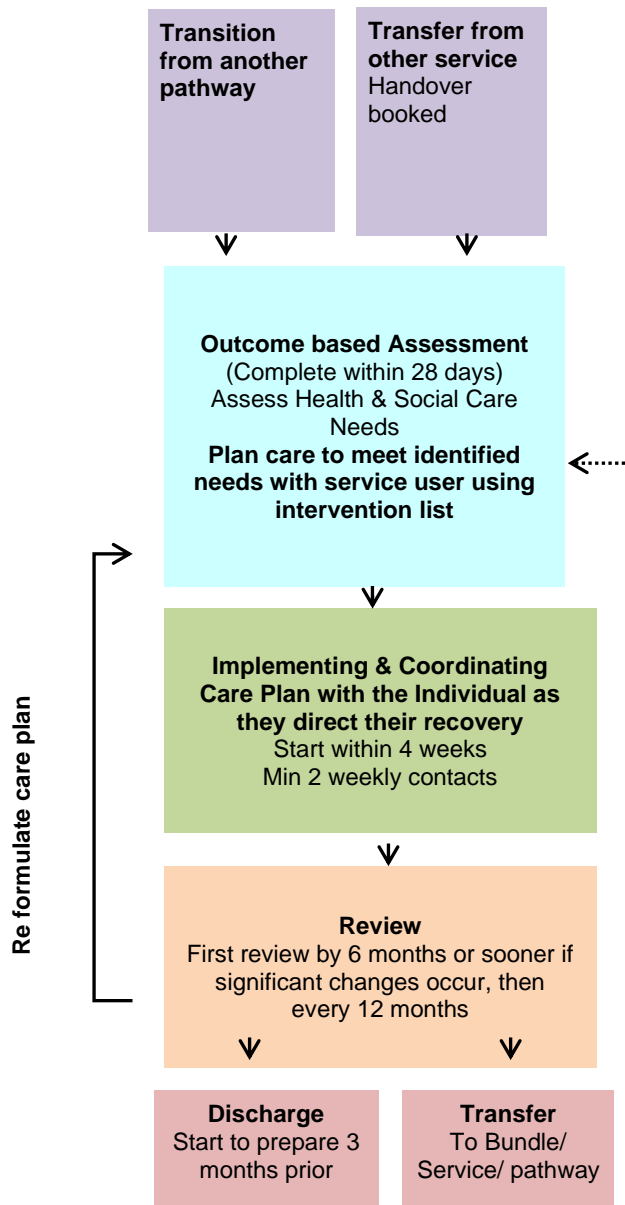 Transition
from another
pathway
Transfer from
other service
Handover
booked
Outcome based Assessment
(Complete within 28 days)
Assess Health & Social Care
Needs
Plan care to meet identified
needs with service user using
intervention list
Implementing & Coordinating
Care Plan with the Individual as
they direct their recovery
Start within 4 weeks
Min 2 weekly contacts
Re formulate care plan
Review
First review by 6 months or sooner if
significant changes occur, then
every 12 months
Discharge
Start to prepare 3
months prior
Transfer
To Bundle/
Service/ pathway